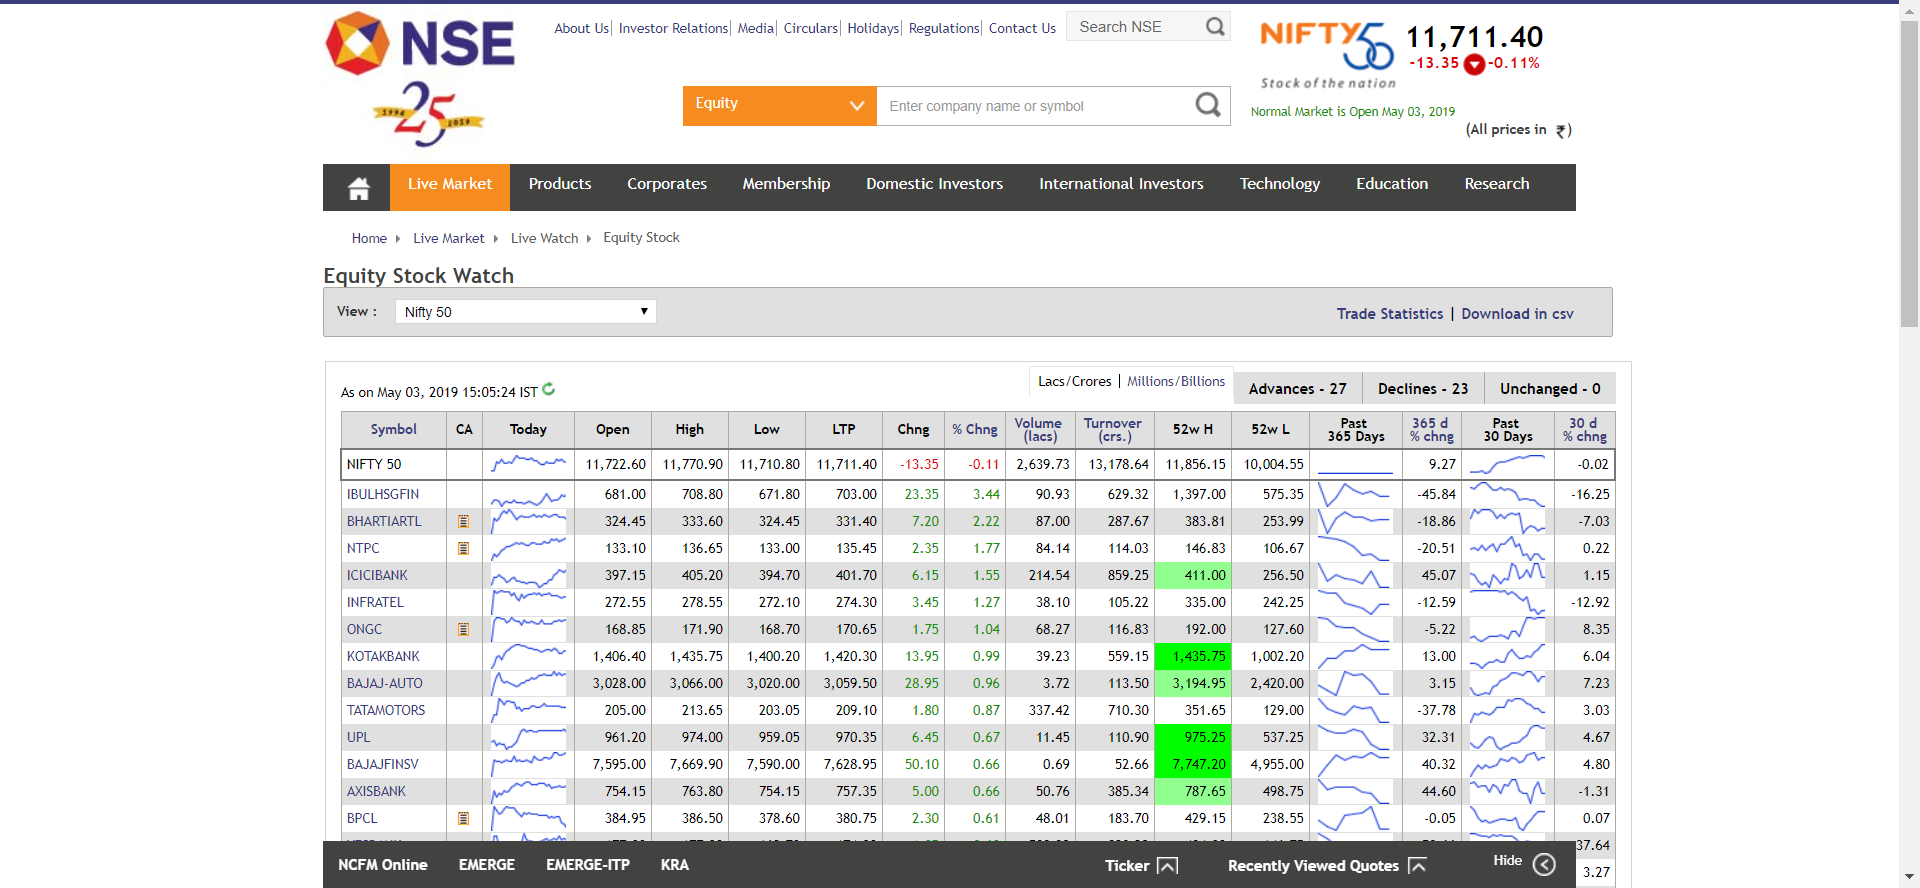 NSE
1994 25 2019
About Us| Investor Relations| Media| Circulars| Holidays| Regulations| Contact Us
Search NSE
NIFTY50
Stock of the nation
11,711.40
-13.35 -0.11%
Equity
Enter company name or symbol
Normal Market is Open May 03, 2019
(All prices in ₹)
Live Market Products Corporates Membership Domestic Investors International Investors Technology Education Research
Home Live Market Live Watch Equity Stock
Equity Stock Watch
View : Nifty 50
Trade Statistics | Download in csv
As on May 03, 2019 15:05:24 IST
Lacs/Crores | Millions/Billions
Advances - 27 Declines - 23 Unchanged - 0
Symbol CA Today Open High Low LTP Chng % Chng Volume (lacs) Turnover (crs.) 52w H 52w L Past 365 Days 365 d % chng Past 30 Days 30 d % chng
NIFTY 50 11,722.60 11,770.90 11,710.80 11,711.40 -13.35 -0.11 2,639.73 13,178.64 11,856.15 10,004.55 9.27 -0.02
IBULHSGFIN 681.00 708.80 671.80 703.00 23.35 3.44 90.93 629.32 1,397.00 575.35 -45.84 -16.25
BHARTIARTL 324.45 333.60 324.45 331.40 7.20 2.22 87.00 287.67 383.81 253.99 -18.86 -7.03
NTPC 133.10 136.65 133.00 135.45 2.35 1.77 84.14 114.03 146.83 106.67 -20.51 0.22
ICICIBANK 397.15 405.20 394.70 401.70 6.15 1.55 214.54 859.25 411.00 256.50 45.07 1.15
INFRATEL 272.55 278.55 272.10 274.30 3.45 1.27 38.10 105.22 335.00 242.25 -12.59 -12.92
ONGC 168.85 171.90 168.70 170.65 1.75 1.04 68.27 116.83 192.00 127.60 -5.22 8.35
KOTAKBANK 1,406.40 1,435.75 1,400.20 1,420.30 13.95 0.99 39.23 559.15 1,435.75 1,002.20 13.00 6.04
BAJAJ-AUTO 3,028.00 3,066.00 3,020.00 3,059.50 28.95 0.96 3.72 113.50 3,194.95 2,420.00 3.15 7.23
TATAMOTORS 205.00 213.65 203.05 209.10 1.80 0.87 337.42 710.30 351.65 129.00 -37.78 3.03
UPL 961.20 974.00 959.05 970.35 6.45 0.67 11.45 110.90 975.25 537.25 32.31 4.67
BAJAJFINSV 7,595.00 7,669.90 7,590.00 7,628.95 50.10 0.66 0.69 52.66 7,747.20 4,955.00 40.32 4.80
AXISBANK 754.15 763.80 754.15 757.35 5.00 0.66 50.76 385.34 787.65 498.75 44.60 -1.31
BPCL 384.95 386.50 378.60 380.75 2.30 0.61 48.01 183.70 429.15 238.55 -0.05 0.07
37.64
3.27
NCFM Online EMERGE EMERGE-ITP KRA Ticker Recently Viewed Quotes Hide